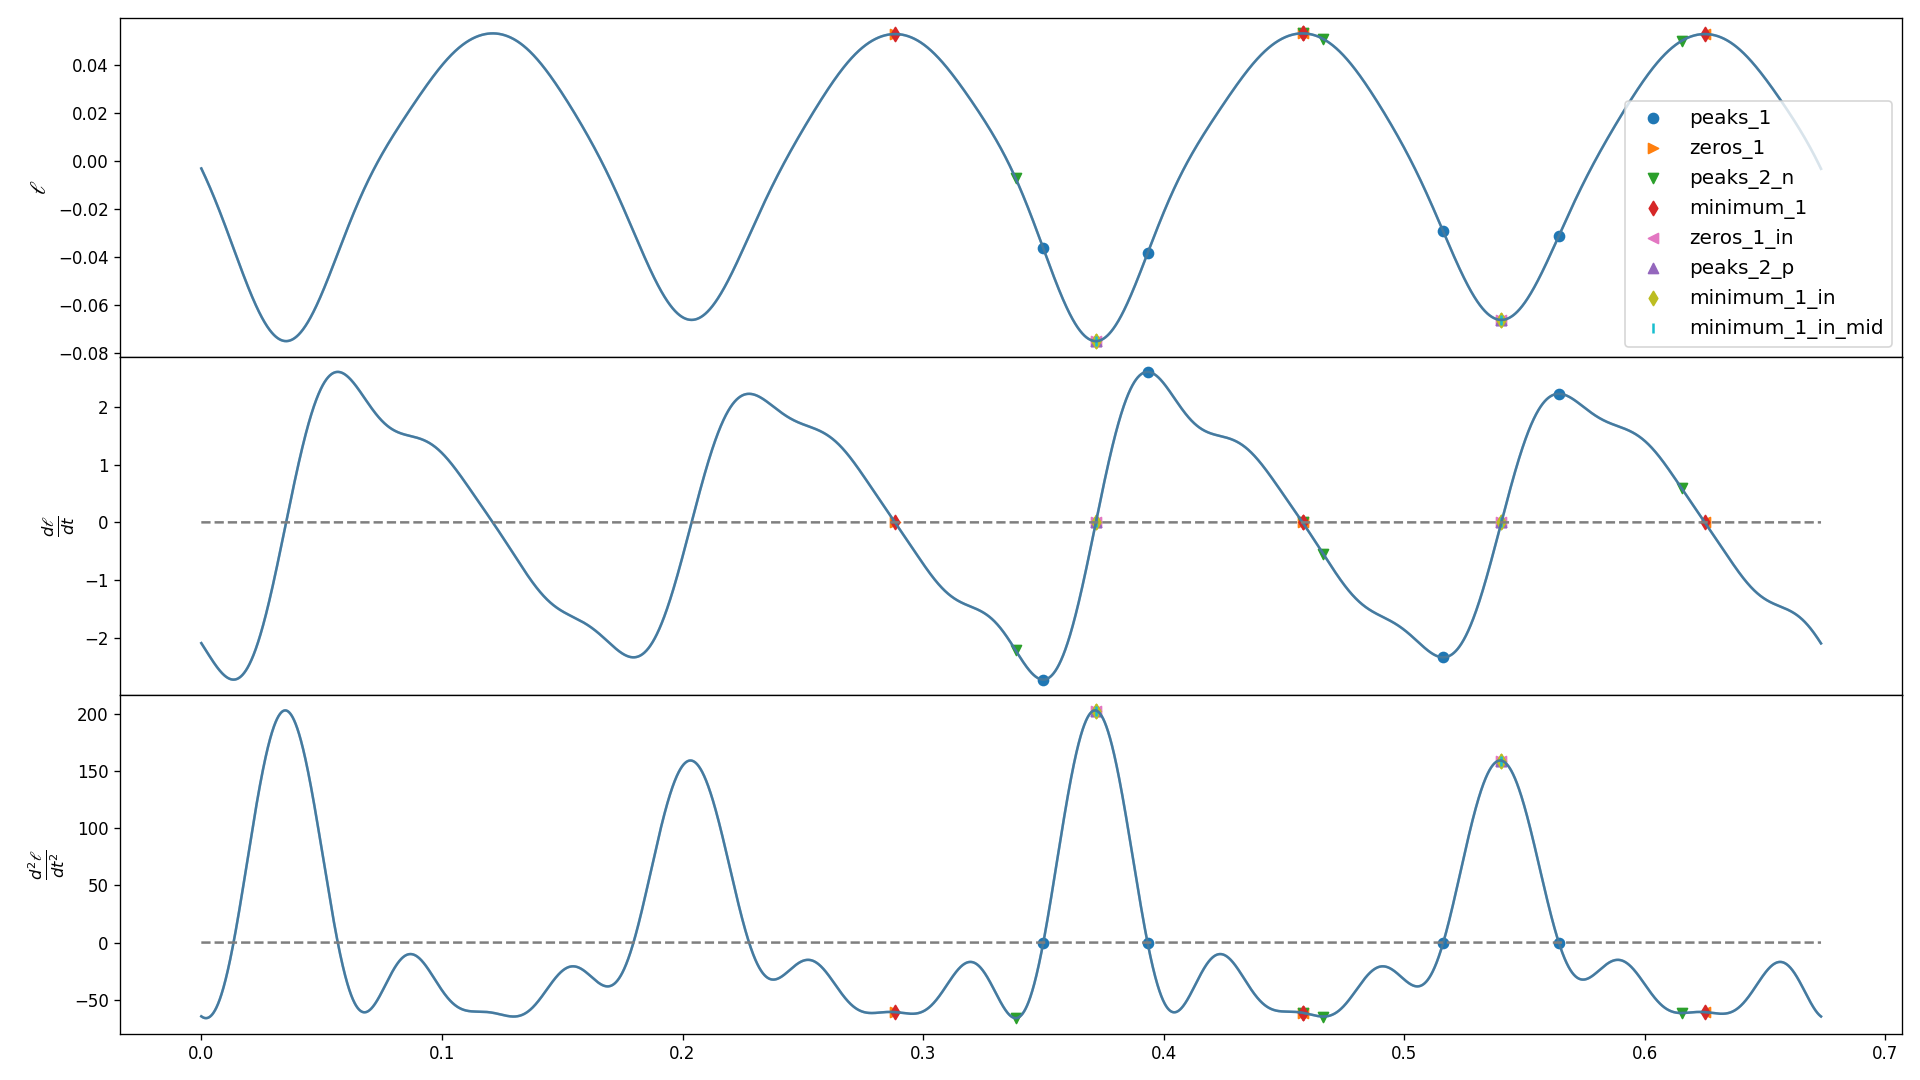 0.04
0.02
0.00
−0.02
−0.04
−0.06
−0.08
ℓ
peaks_1
zeros_1
peaks_2_n
minimum_1
zeros_1_in
peaks_2_p
minimum_1_in
minimum_1_in_mid
2
1
0
−1
−2
dℓ
dt
200
150
100
50
0
−50
d²ℓ
dt²
0.0 0.1 0.2 0.3 0.4 0.5 0.6 0.7